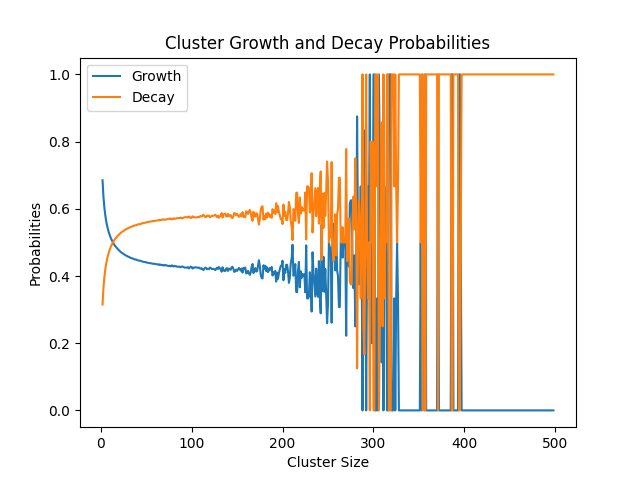 Cluster Growth and Decay Probabilities
Growth
Decay
1.0
0.8
0.6
0.4
0.2
0.0
Probabilities
0
100
200
300
400
500
Cluster Size